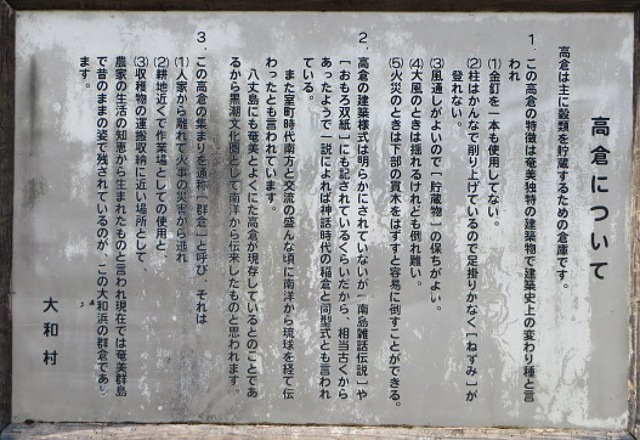 高倉について
高倉は主に穀類を貯蔵するための倉庫です。
1．この高倉の特徴は奄美独特の建築物で建築史上の変わり種と言
われ
(1)金釘を一本も使用してない。
(2)柱はかんなで削り上げているので足掛りがなく［ねずみ］が
登れない。
(3)風通しがよいので［貯蔵物］の保ちがよい。
(4)大風のときは揺れるけれども倒れ難い。
(5)火災のときは下部の貫木をはずすと容易に倒すことができる。
2．高倉の建築様式は明らかにされていないが［南島雑話伝説］や
［おもろ双紙］にも記されているくらいだから、相当古くから
あったようで一説によれば神話時代の稲倉と同型式とも言われ
ている。
また室町時代南方と交流の盛んな頃に南洋から琉球を経て伝
わったとも言われています。
八丈島にも奄美とよくにた高倉が現存しているとのことであ
るから黒潮文化圏として南洋から伝来したものと思われます。
3．この高倉の集まりを通称［群倉］と呼び、それは
(1)人家から離れて火事の災害から逃れ
(2)耕地近くで作業場としての使用と、
(3)収穫物の運搬収納に近い場所として、
農家の生活の知恵から生まれたものと言われ現在では奄美群島
で昔のままの姿で残されているのが、この大和浜の群倉であり
ます。
大和村